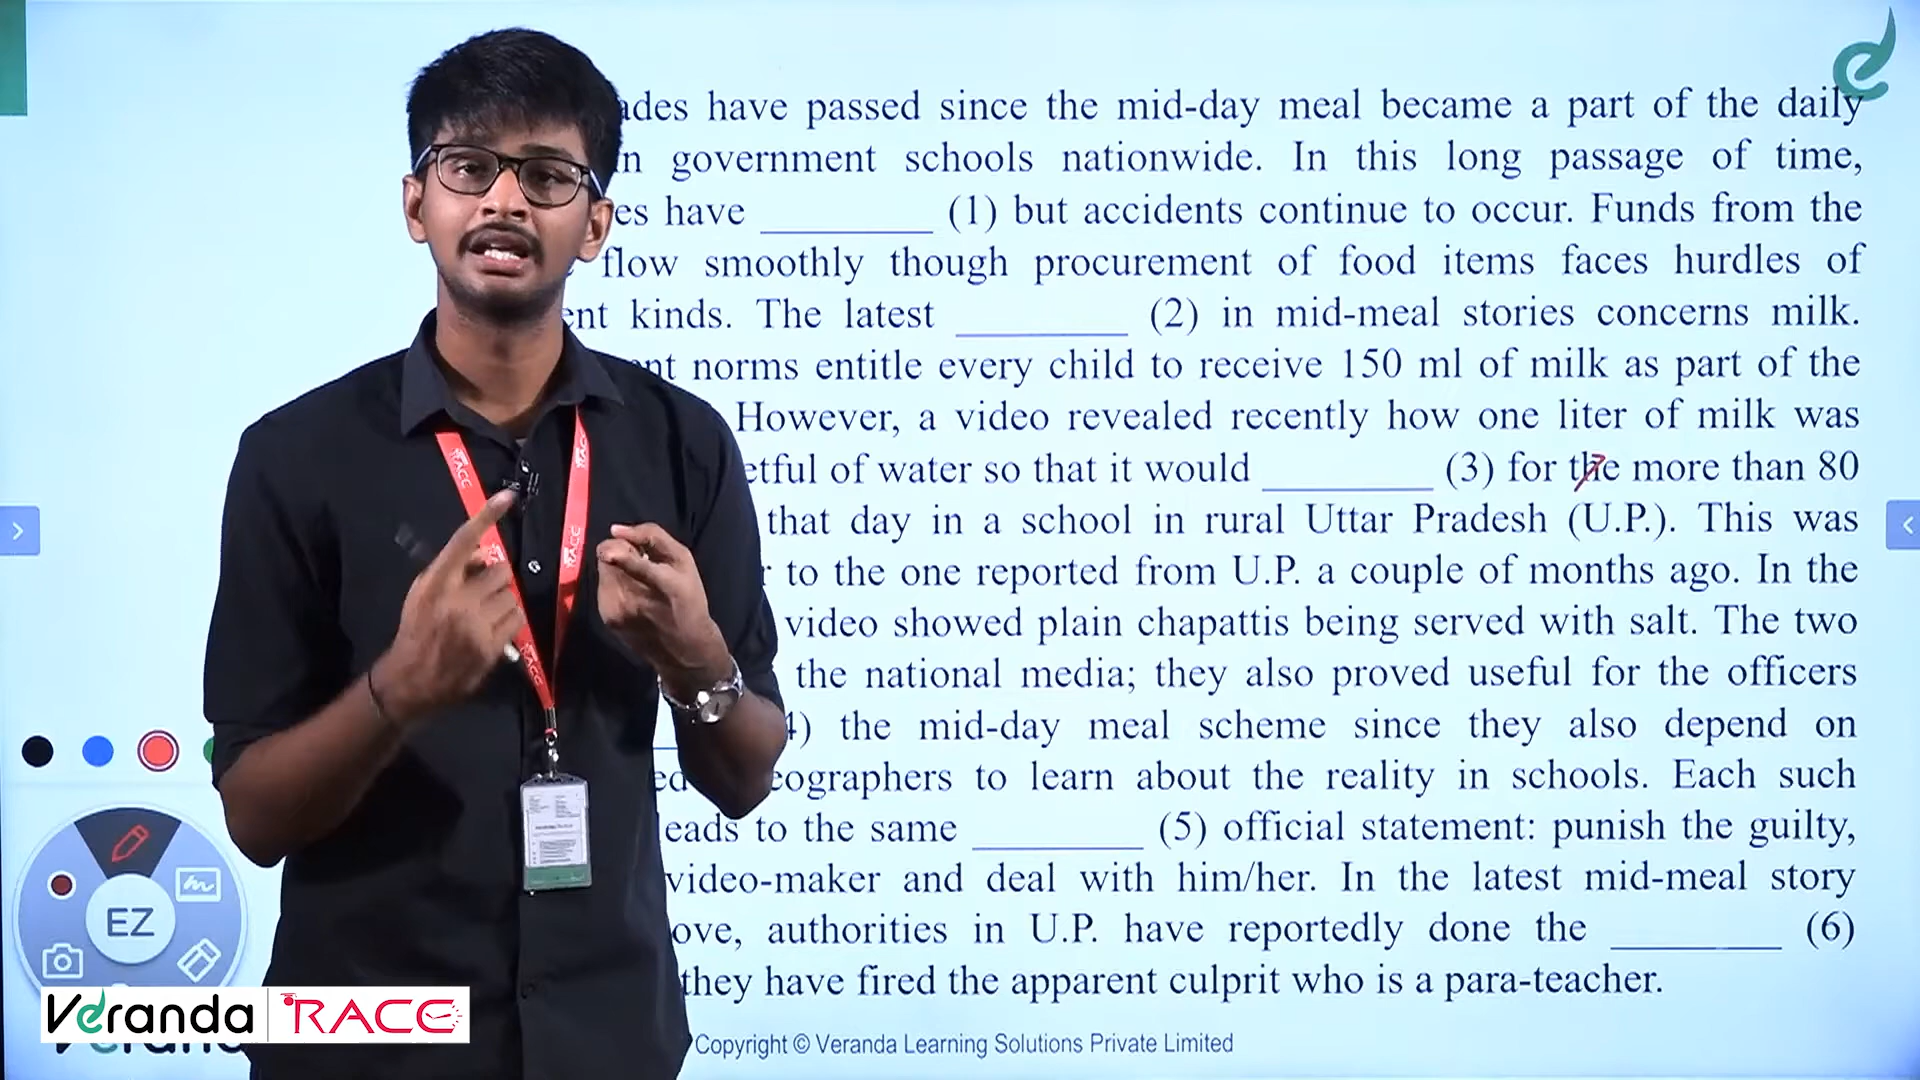 have passed since the mid-day meal became a part of the daily
government schools nationwide. In this long passage of time,
have ________ (1) but accidents continue to occur. Funds from the
flow smoothly though procurement of food items faces hurdles of
kinds. The latest ________ (2) in mid-meal stories concerns milk.
norms entitle every child to receive 150 ml of milk as part of the
However, a video revealed recently how one liter of milk was
of water so that it would ________ (3) for the more than 80
that day in a school in rural Uttar Pradesh (U.P.). This was
to the one reported from U.P. a couple of months ago. In the
video showed plain chapattis being served with salt. The two
the national media; they also proved useful for the officers
4) the mid-day meal scheme since they also depend on
to learn about the reality in schools. Each such
leads to the same ________ (5) official statement: punish the guilty,
video-maker and deal with him/her. In the latest mid-meal story
authorities in U.P. have reportedly done the ________ (6)
they have fired the apparent culprit who is a para-teacher.
Copyright © Veranda Learning Solutions Private Limited
RACE
RACE
RACE
EZ
Veranda RACE